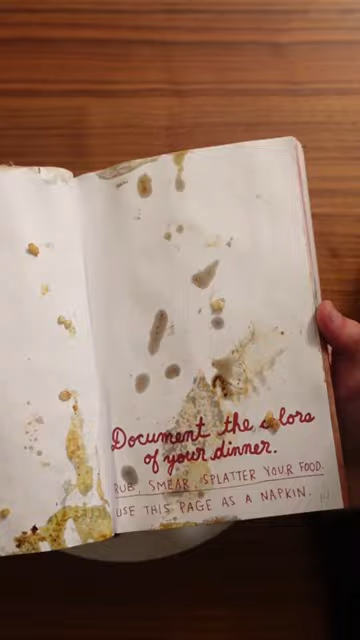 Document the colors
of your dinner.
RUB, SMEAR, SPLATTER YOUR FOOD.
USE THIS PAGE AS A NAPKIN.